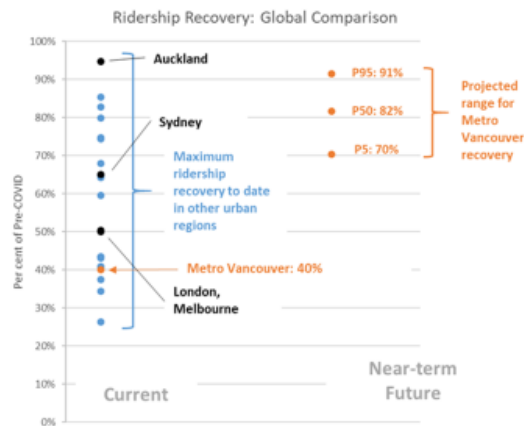 Ridership Recovery: Global Comparison
100%
90%
80%
70%
60%
50%
40%
30%
20%
10%
0%
Per cent of Pre-COVID
Auckland
Sydney
Maximum
ridership
recovery to date
in other urban
regions
Metro Vancouver: 40%
London,
Melbourne
Current
P95: 91%
P50: 82%
P5: 70%
Projected
range for
Metro
Vancouver
recovery
Near-term
Future